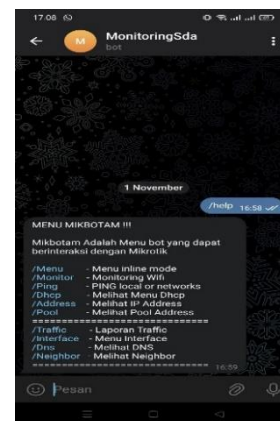 17.08
M
MonitoringSda
bot
1 November
/help 16:58
MENU MIKBOTAM !!!
Mikbotam Adalah Menu bot yang dapat
berinteraksi dengan Mikrotik
/Menu - Menu inline mode
/Monitor - Monitoring Wifi
/Ping - PING local or networks
/Dhcp - Melihat Menu Dhcp
/Address - Melihat IP Address
/Pool - Melihat Pool Address
==============================
/Traffic - Laporan Traffic
/Interface - Menu Interface
/Dns - Melihat DNS
/Neighbor - Melihat Neighbor
============================== 16:59
Pesan